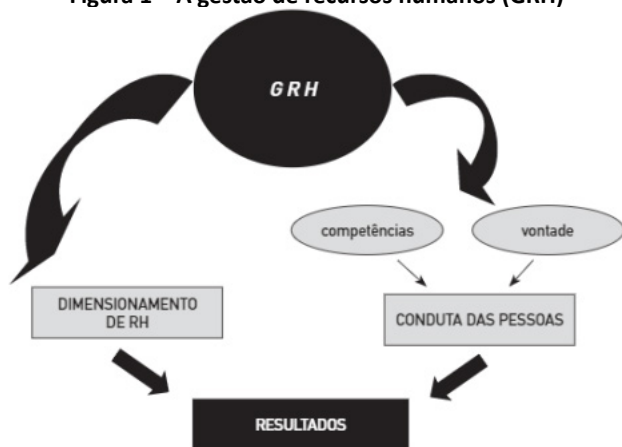 Figura 1 – A gestão de recursos humanos (GRH)
GRH
competências
vontade
DIMENSIONAMENTO
DE RH
CONDUTA DAS PESSOAS
RESULTADOS